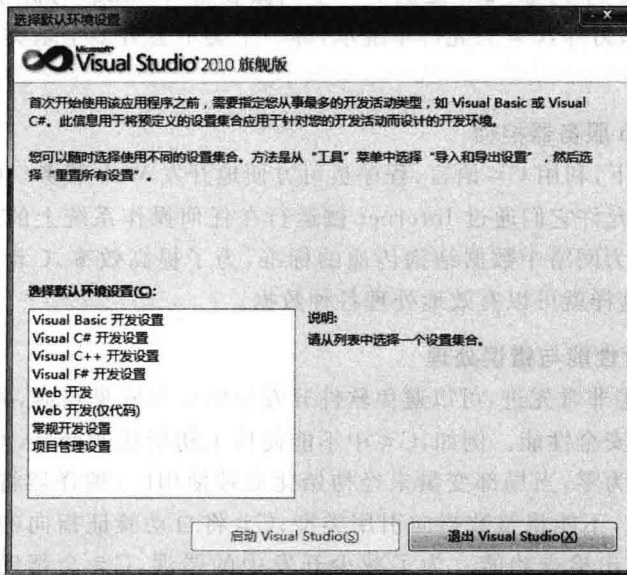 选择默认环境设置
Microsoft
Visual Studio 2010 旗舰版
首次开始使用该应用程序之前，需要指定您从事最多的开发活动类型，如 Visual Basic 或 Visual
C#。此信息用于将预定义的设置集合应用于针对您的开发活动而设计的开发环境。
您可以随时选择使用不同的设置集合。方法是从“工具”菜单中选择“导入和导出设置”，然后选
择“重置所有设置”。
选择默认环境设置(C):
Visual Basic 开发设置
Visual C# 开发设置
Visual C++ 开发设置
Visual F# 开发设置
Web 开发
Web 开发(仅代码)
常规开发设置
项目管理设置
说明:
请从列表中选择一个设置集合。
启动 Visual Studio(S)
退出 Visual Studio(X)